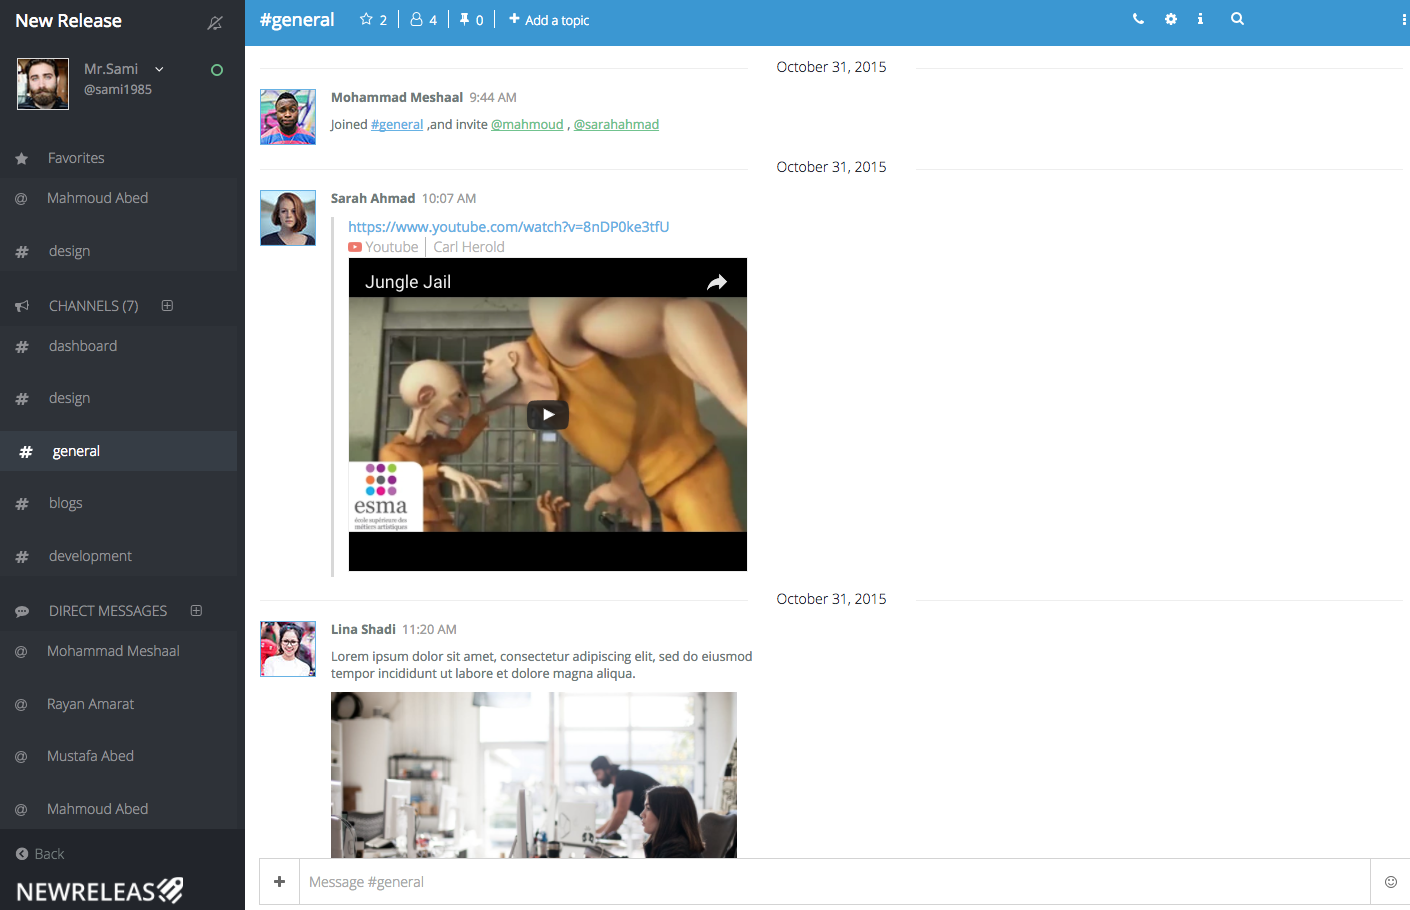 New Release
Mr.Sami
@sami1985
Favorites
@ Mahmoud Abed
# design
CHANNELS (7)
# dashboard
# design
# general
# blogs
# development
DIRECT MESSAGES
@ Mohammad Meshaal
@ Rayan Amarat
@ Mustafa Abed
@ Mahmoud Abed
Back
NEWRELEAS
#general 2 4 0 + Add a topic
October 31, 2015
Mohammad Meshaal 9:44 AM
Joined #general ,and invite @mahmoud , @sarahahmad
October 31, 2015
Sarah Ahmad 10:07 AM
https://www.youtube.com/watch?v=8nDP0ke3tfU
Youtube | Carl Herold
Jungle Jail
esma
école supérieure des
métiers artistiques
October 31, 2015
Lina Shadi 11:20 AM
Lorem ipsum dolor sit amet, consectetur adipiscing elit, sed do eiusmod
tempor incididunt ut labore et dolore magna aliqua.
+ Message #general